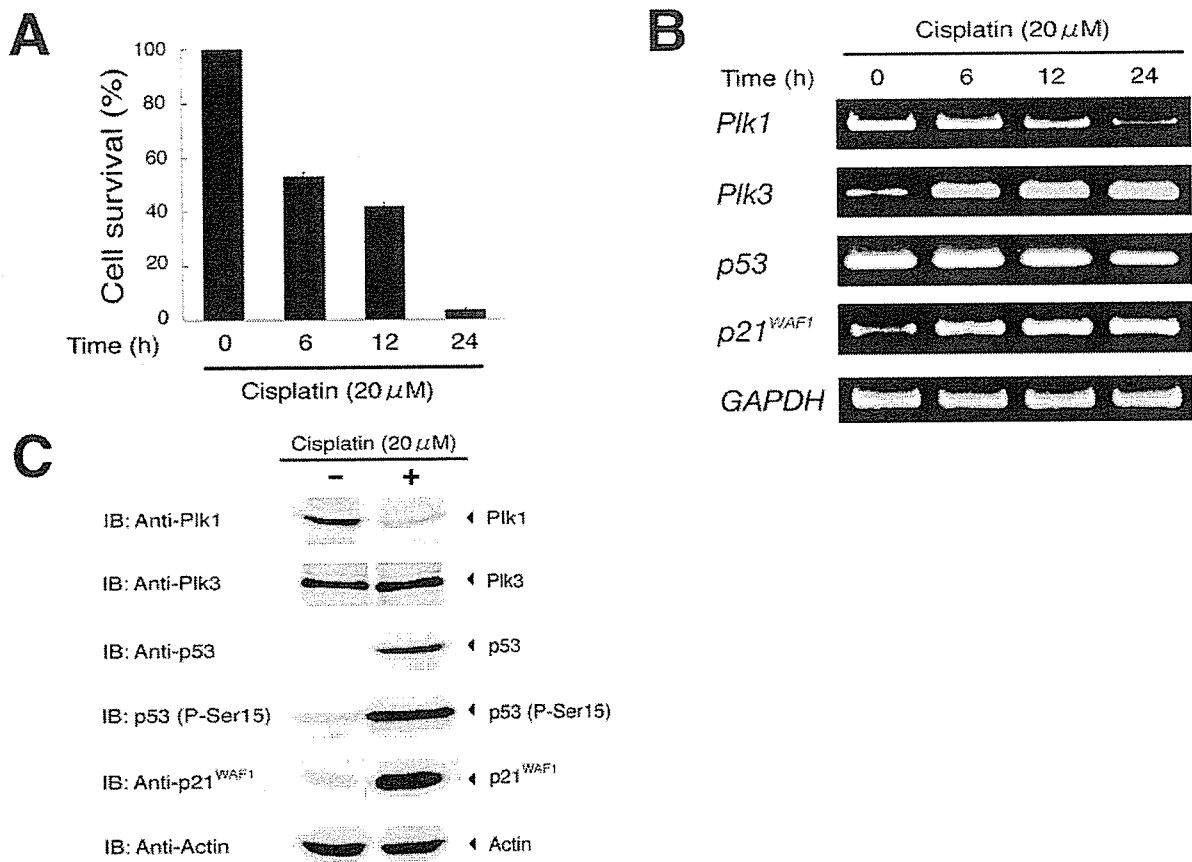 A
Cell survival (%)
100
80
60
40
20
0
Time (h) 0 6 12 24
Cisplatin (20 μM)
B
Cisplatin (20 μM)
Time (h) 0 6 12 24
Plk1
Plk3
p53
p21WAF1
GAPDH
C
Cisplatin (20 μM)
− +
IB: Anti-Plk1 Plk1
IB: Anti-Plk3 Plk3
IB: Anti-p53 p53
IB: p53 (P-Ser15) p53 (P-Ser15)
IB: Anti-p21WAF1 p21WAF1
IB: Anti-Actin Actin